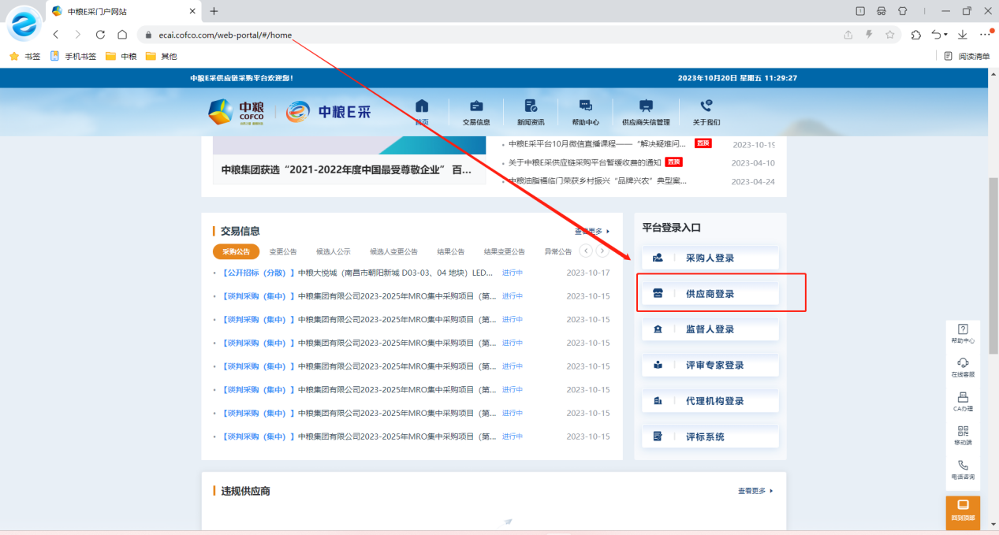 中粮E采门户网站
ecai.cofco.com/web-portal/#/home
书签 手机书签 中粮 其他 阅读清单
中粮E采供应链采购平台欢迎您！ 2023年10月20日 星期五 11:29:27
中粮 COFCO 中粮E采 首页 交易信息 新闻资讯 帮助中心 供应商失信管理 关于我们
中粮E采平台10月微信直播课程——“解决疑难问... 置顶 2023-10-19
关于中粮E采供应链采购平台暂缓收费的通知 置顶 2023-04-10
中粮集团获选“2021-2022年度中国最受尊敬企业” 百...
中粮油脂福临门荣获乡村振兴“品牌兴农”典型案... 2023-04-24
交易信息 查看更多
采购公告 变更公告 候选人公示 候选人变更公告 结果公告 结果变更公告 异常公告
【公开招标（分散）】中粮大悦城（南昌市朝阳新城 D03-03、04 地块）LED... 进行中 2023-10-17
【谈判采购（集中）】中粮集团有限公司2023-2025年MRO集中采购项目（第... 进行中 2023-10-15
【谈判采购（集中）】中粮集团有限公司2023-2025年MRO集中采购项目（第... 进行中 2023-10-15
【谈判采购（集中）】中粮集团有限公司2023-2025年MRO集中采购项目（第... 进行中 2023-10-15
【谈判采购（集中）】中粮集团有限公司2023-2025年MRO集中采购项目（第... 进行中 2023-10-15
【谈判采购（集中）】中粮集团有限公司2023-2025年MRO集中采购项目（第... 进行中 2023-10-15
【谈判采购（集中）】中粮集团有限公司2023-2025年MRO集中采购项目（第... 进行中 2023-10-15
【谈判采购（集中）】中粮集团有限公司2023-2025年MRO集中采购项目（第... 进行中 2023-10-15
平台登录入口
采购人登录
供应商登录
监督人登录
评审专家登录
代理机构登录
评标系统
违规供应商 查看更多
帮助中心
在线客服
CA办理
移动端
电话咨询
回到顶部